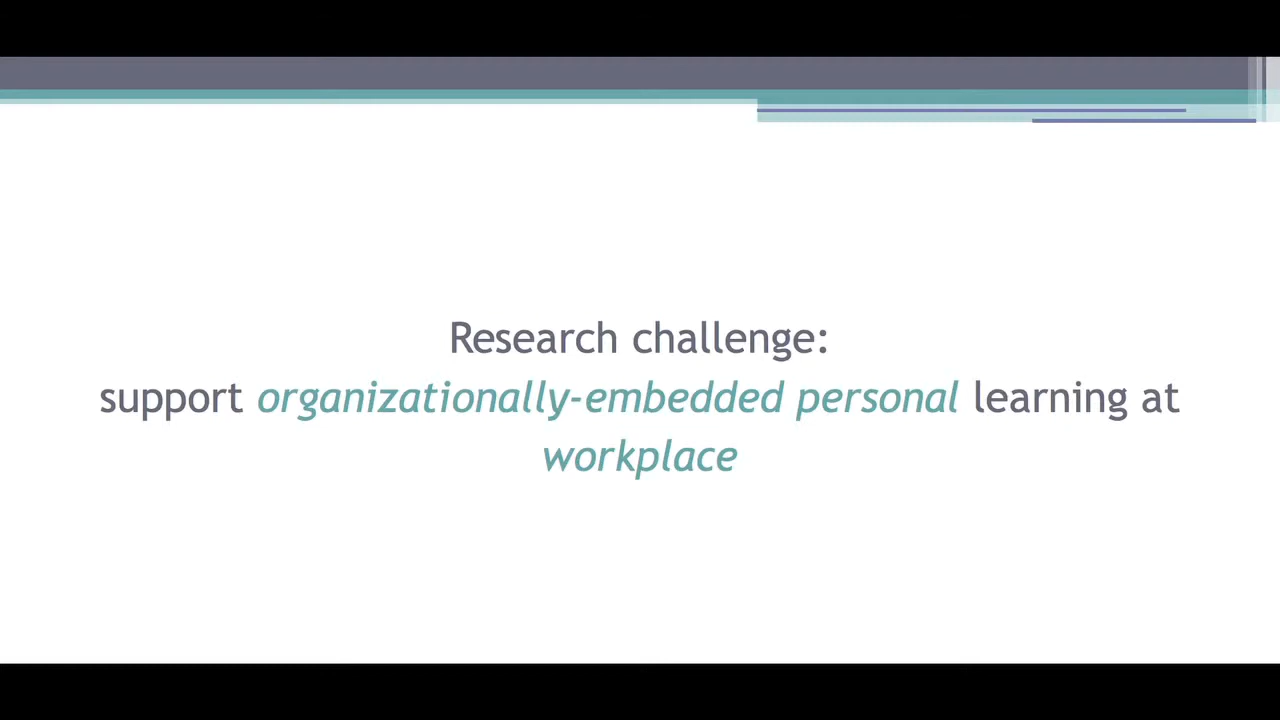 Research challenge:
support organizationally-embedded personal learning at
workplace